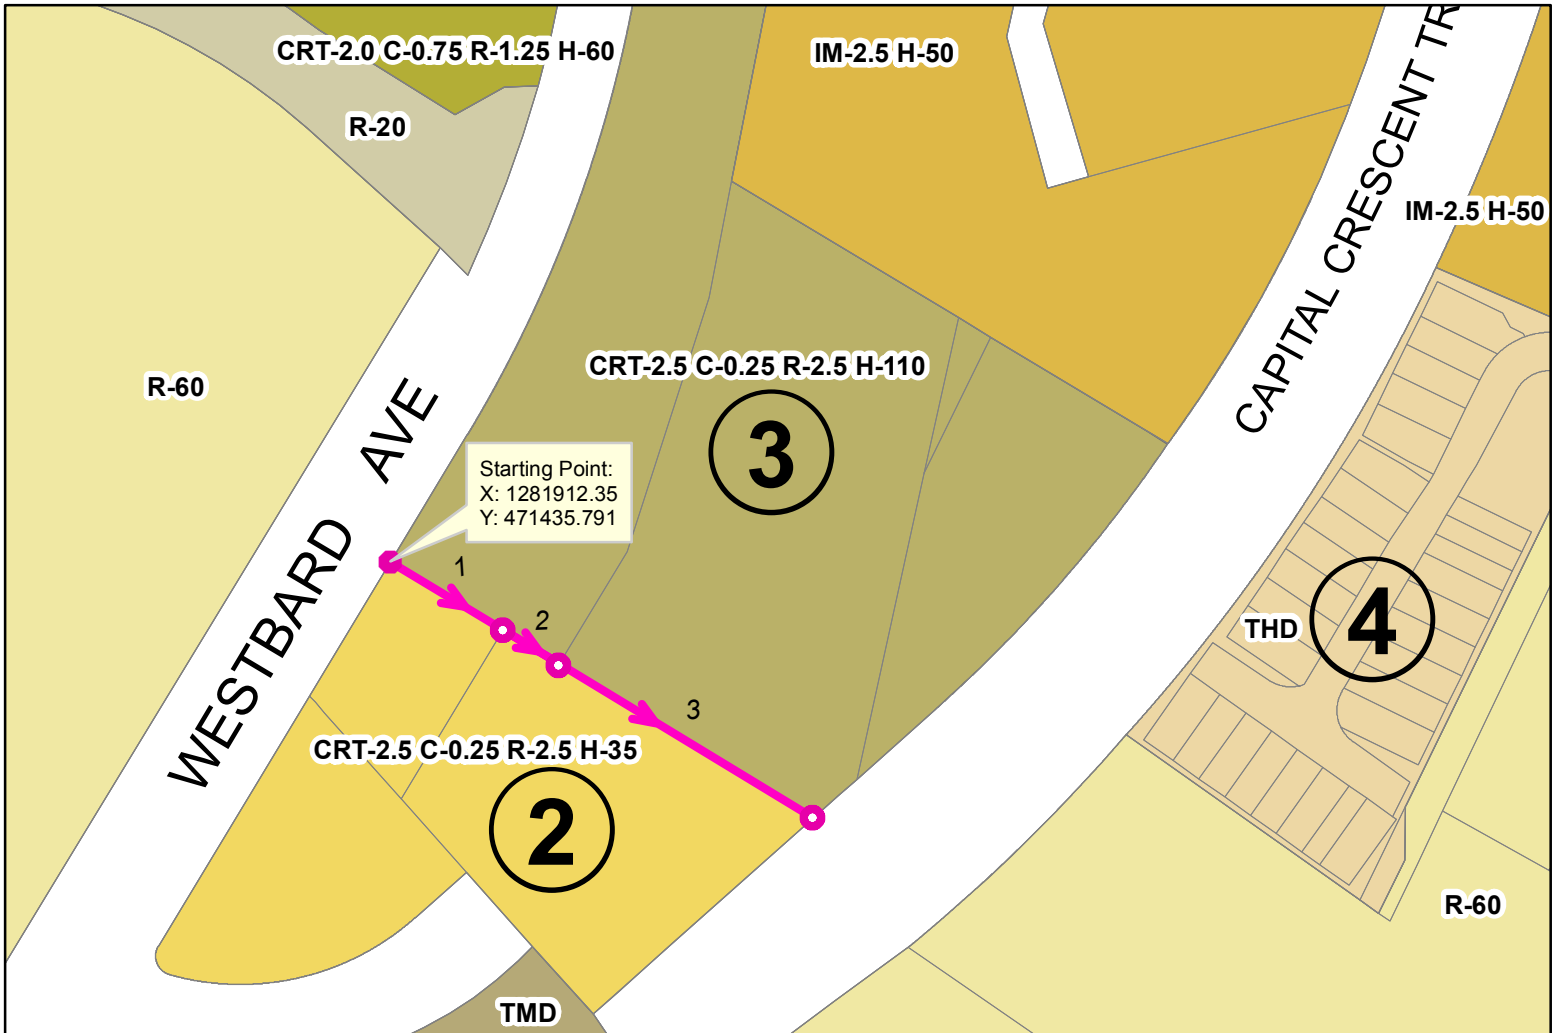 CRT-2.0 C-0.75 R-1.25 H-60
IM-2.5 H-50
CAPITAL CRESCENT TR
R-20
IM-2.5 H-50
R-60
CRT-2.5 C-0.25 R-2.5 H-110
3
WESTBARD AVE
Starting Point:
X: 1281912.35
Y: 471435.791
1
2
3
THD
4
CRT-2.5 C-0.25 R-2.5 H-35
2
R-60
TMD